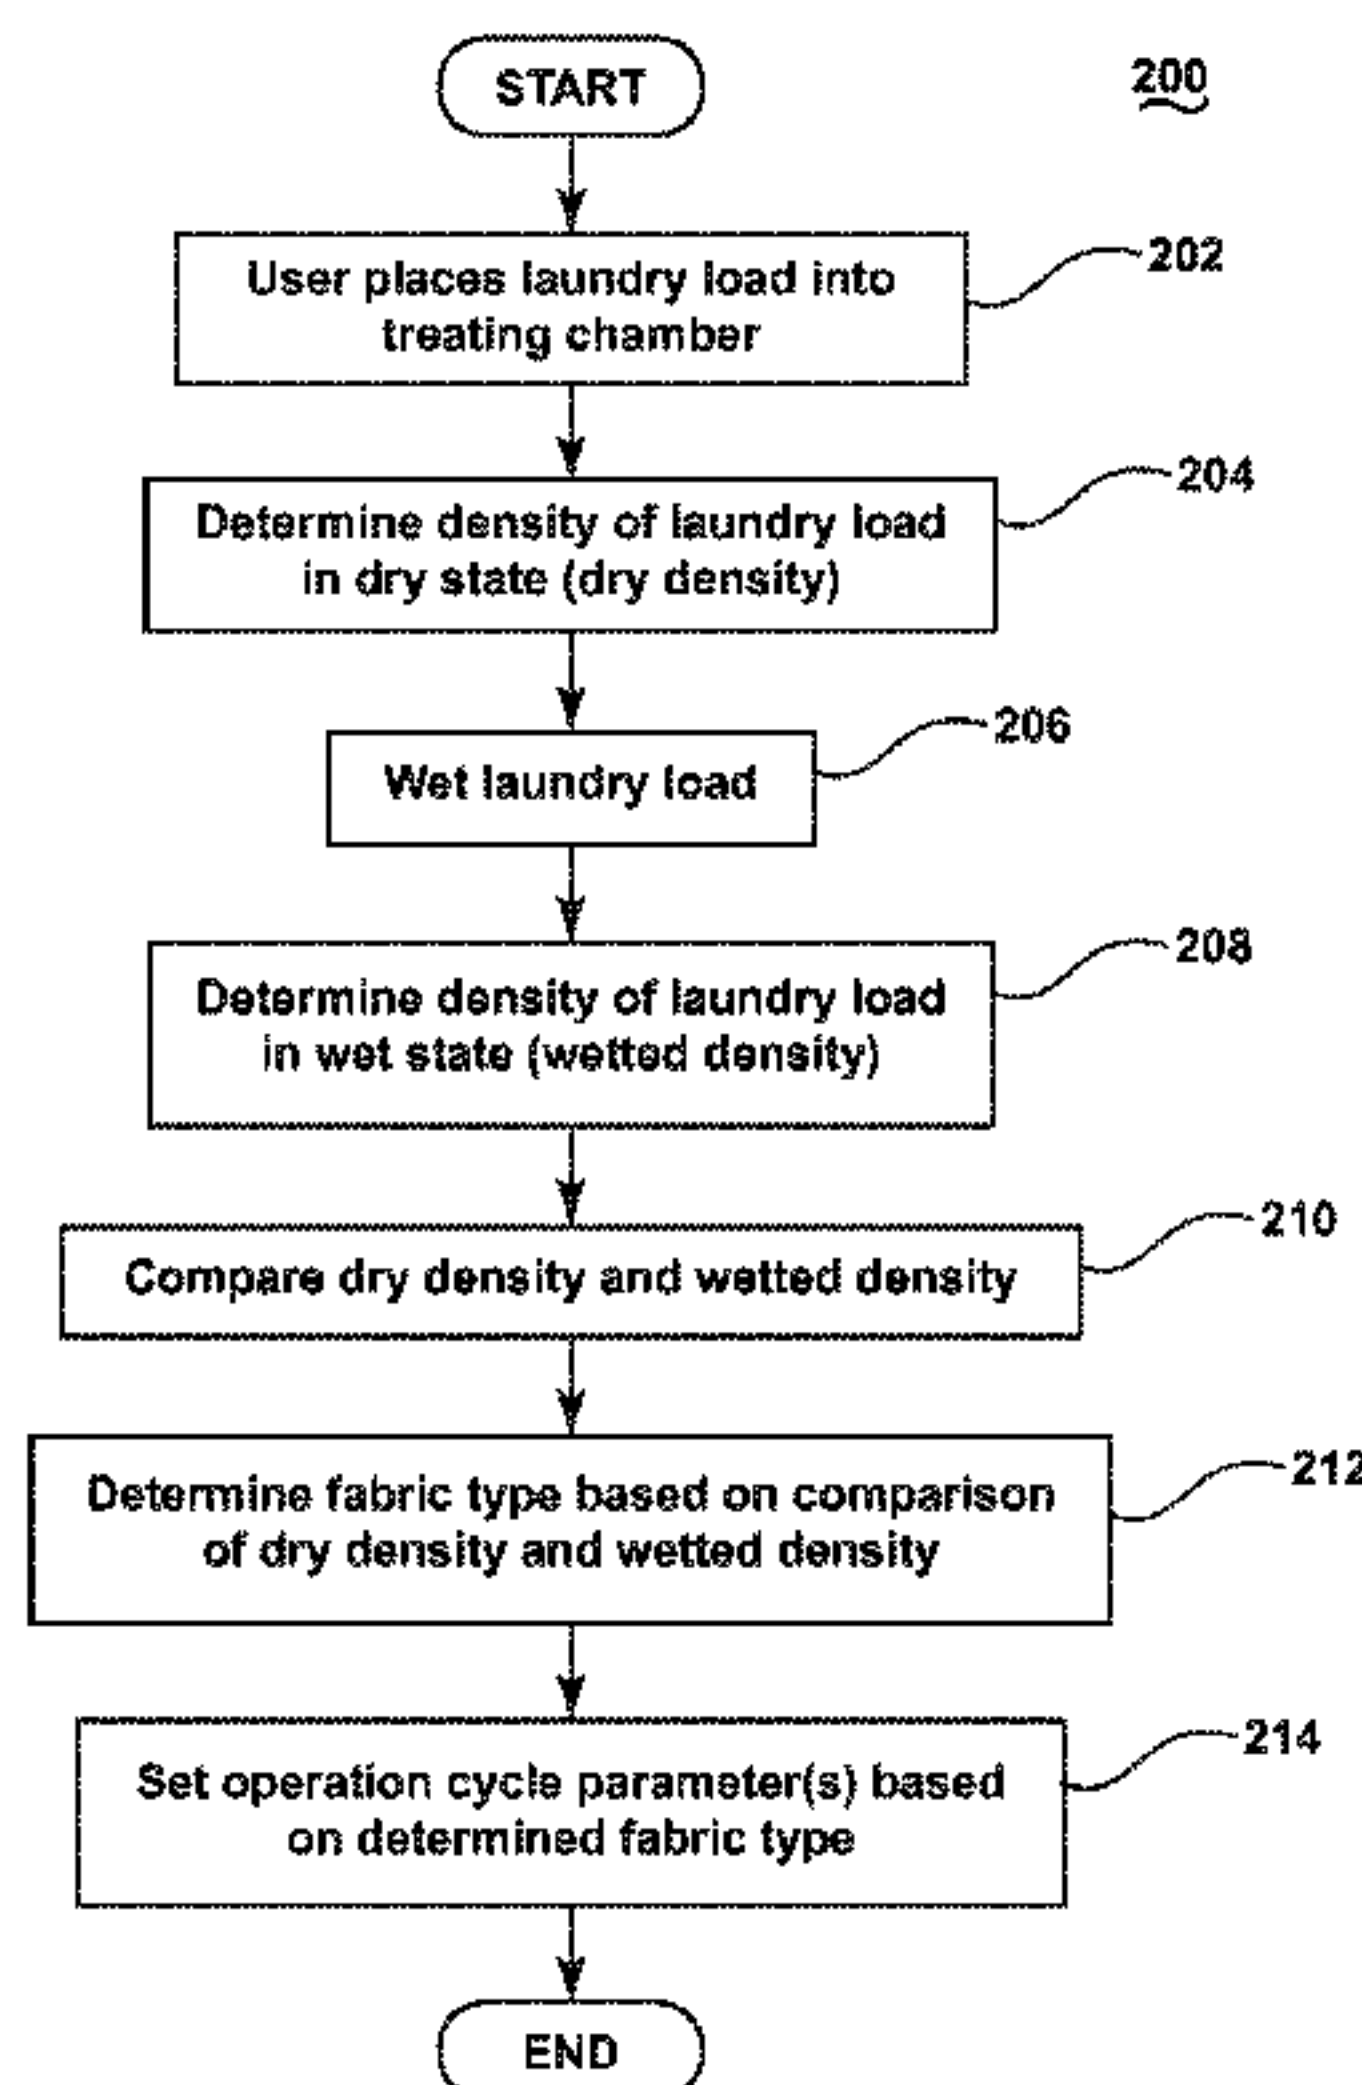 START
200
User places laundry load into
treating chamber
202
Determine density of laundry load
in dry state (dry density)
204
Wet laundry load
206
Determine density of laundry load
in wet state (wetted density)
208
Compare dry density and wetted density
210
Determine fabric type based on comparison
of dry density and wetted density
212
Set operation cycle parameter(s) based
on determined fabric type
214
END